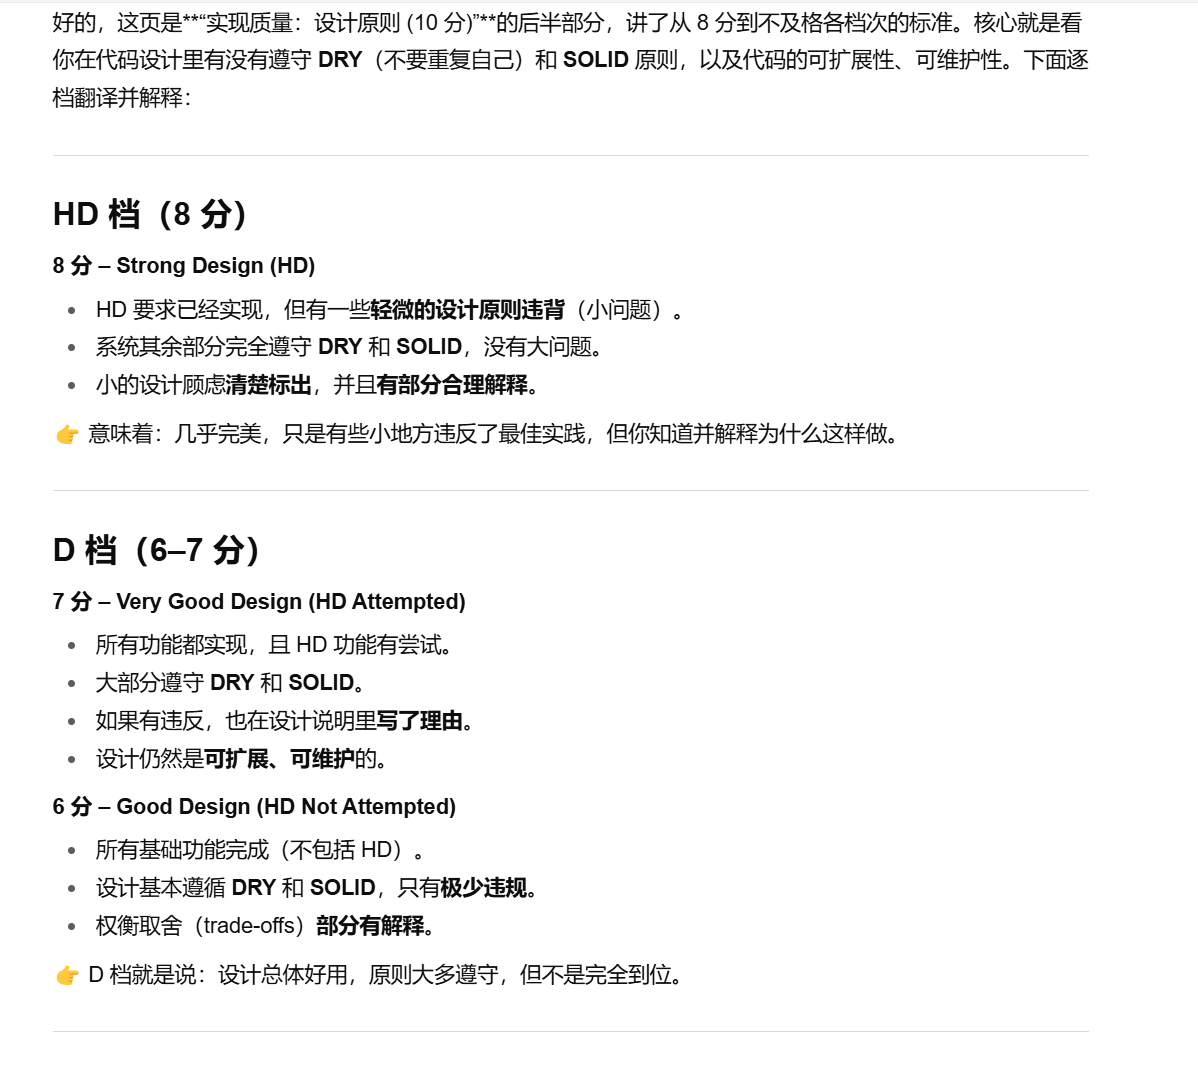 好的，这页是**“实现质量：设计原则 (10 分)”**的后半部分，讲了从 8 分到不及格各档次的标准。核心就是看
你在代码设计里有没有遵守 DRY（不要重复自己）和 SOLID 原则，以及代码的可扩展性、可维护性。下面逐
档翻译并解释：
HD 档（8 分）
8 分 – Strong Design (HD)
• HD 要求已经实现，但有一些轻微的设计原则违背（小问题）。
• 系统其余部分完全遵守 DRY 和 SOLID，没有大问题。
• 小的设计顾虑清楚标出，并且有部分合理解释。
👉 意味着：几乎完美，只是有些小地方违反了最佳实践，但你知道并解释为什么这样做。
D 档（6–7 分）
7 分 – Very Good Design (HD Attempted)
• 所有功能都实现，且 HD 功能有尝试。
• 大部分遵守 DRY 和 SOLID。
• 如果有违反，也在设计说明里写了理由。
• 设计仍然是可扩展、可维护的。
6 分 – Good Design (HD Not Attempted)
• 所有基础功能完成（不包括 HD）。
• 设计基本遵循 DRY 和 SOLID，只有极少违规。
• 权衡取舍（trade-offs）部分有解释。
👉 D 档就是说：设计总体好用，原则大多遵守，但不是完全到位。